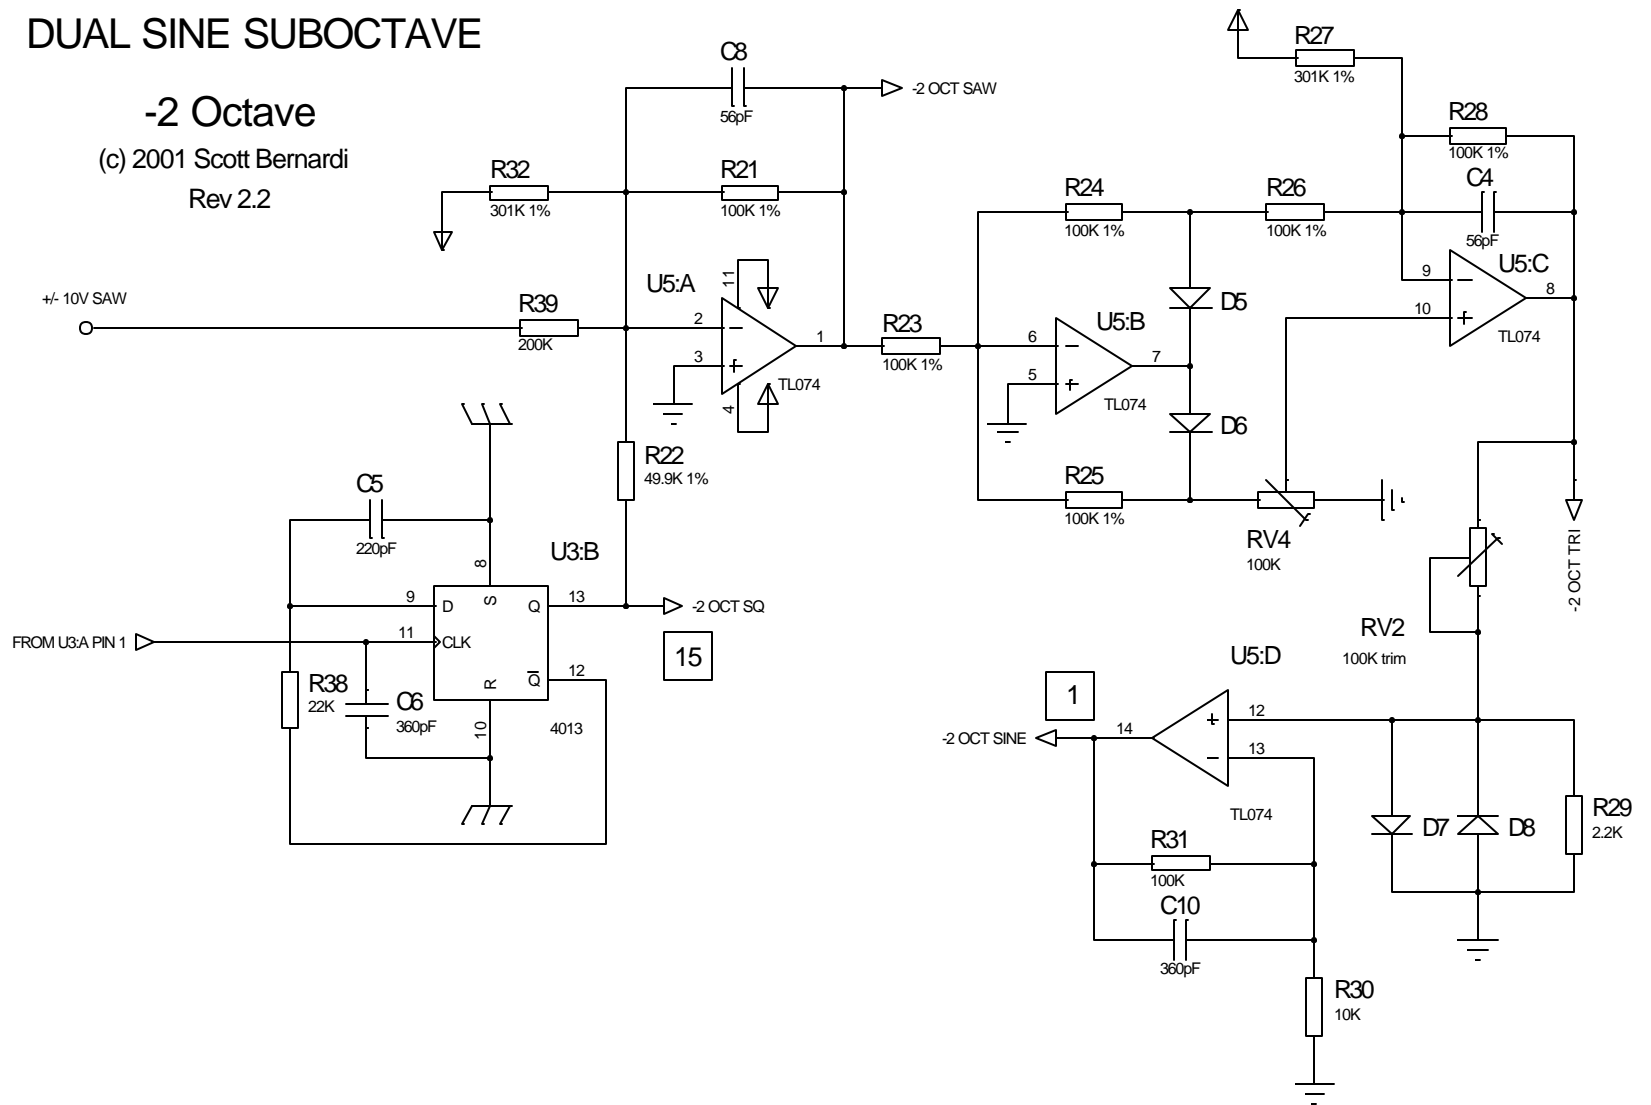 DUAL SINE SUBOCTAVE
-2 Octave
(c) 2001 Scott Bernardi
Rev 2.2
C8
56pF
-2 OCT SAW
R27
301K 1%
R28
100K 1%
C4
56pF
R32
301K 1%
R21
100K 1%
R24
100K 1%
R26
100K 1%
+/- 10V SAW
R39
200K
U5:A
11
2
3
1
4
TL074
R23
100K 1%
U5:B
6
5
7
TL074
D5
D6
U5:C
9
10
8
TL074
R22
49.9K 1%
R25
100K 1%
RV4
100K
C5
220pF
U3:B
8
9
D
S
Q
13
-2 OCT SQ
15
FROM U3:A PIN 1
11
CLK
R
Q
12
10
4013
R38
22K
C6
360pF
-2 OCT TRI
RV2
100K trim
U5:D
1
-2 OCT SINE
14
12
13
TL074
D7
D8
R29
2.2K
R31
100K
C10
360pF
R30
10K